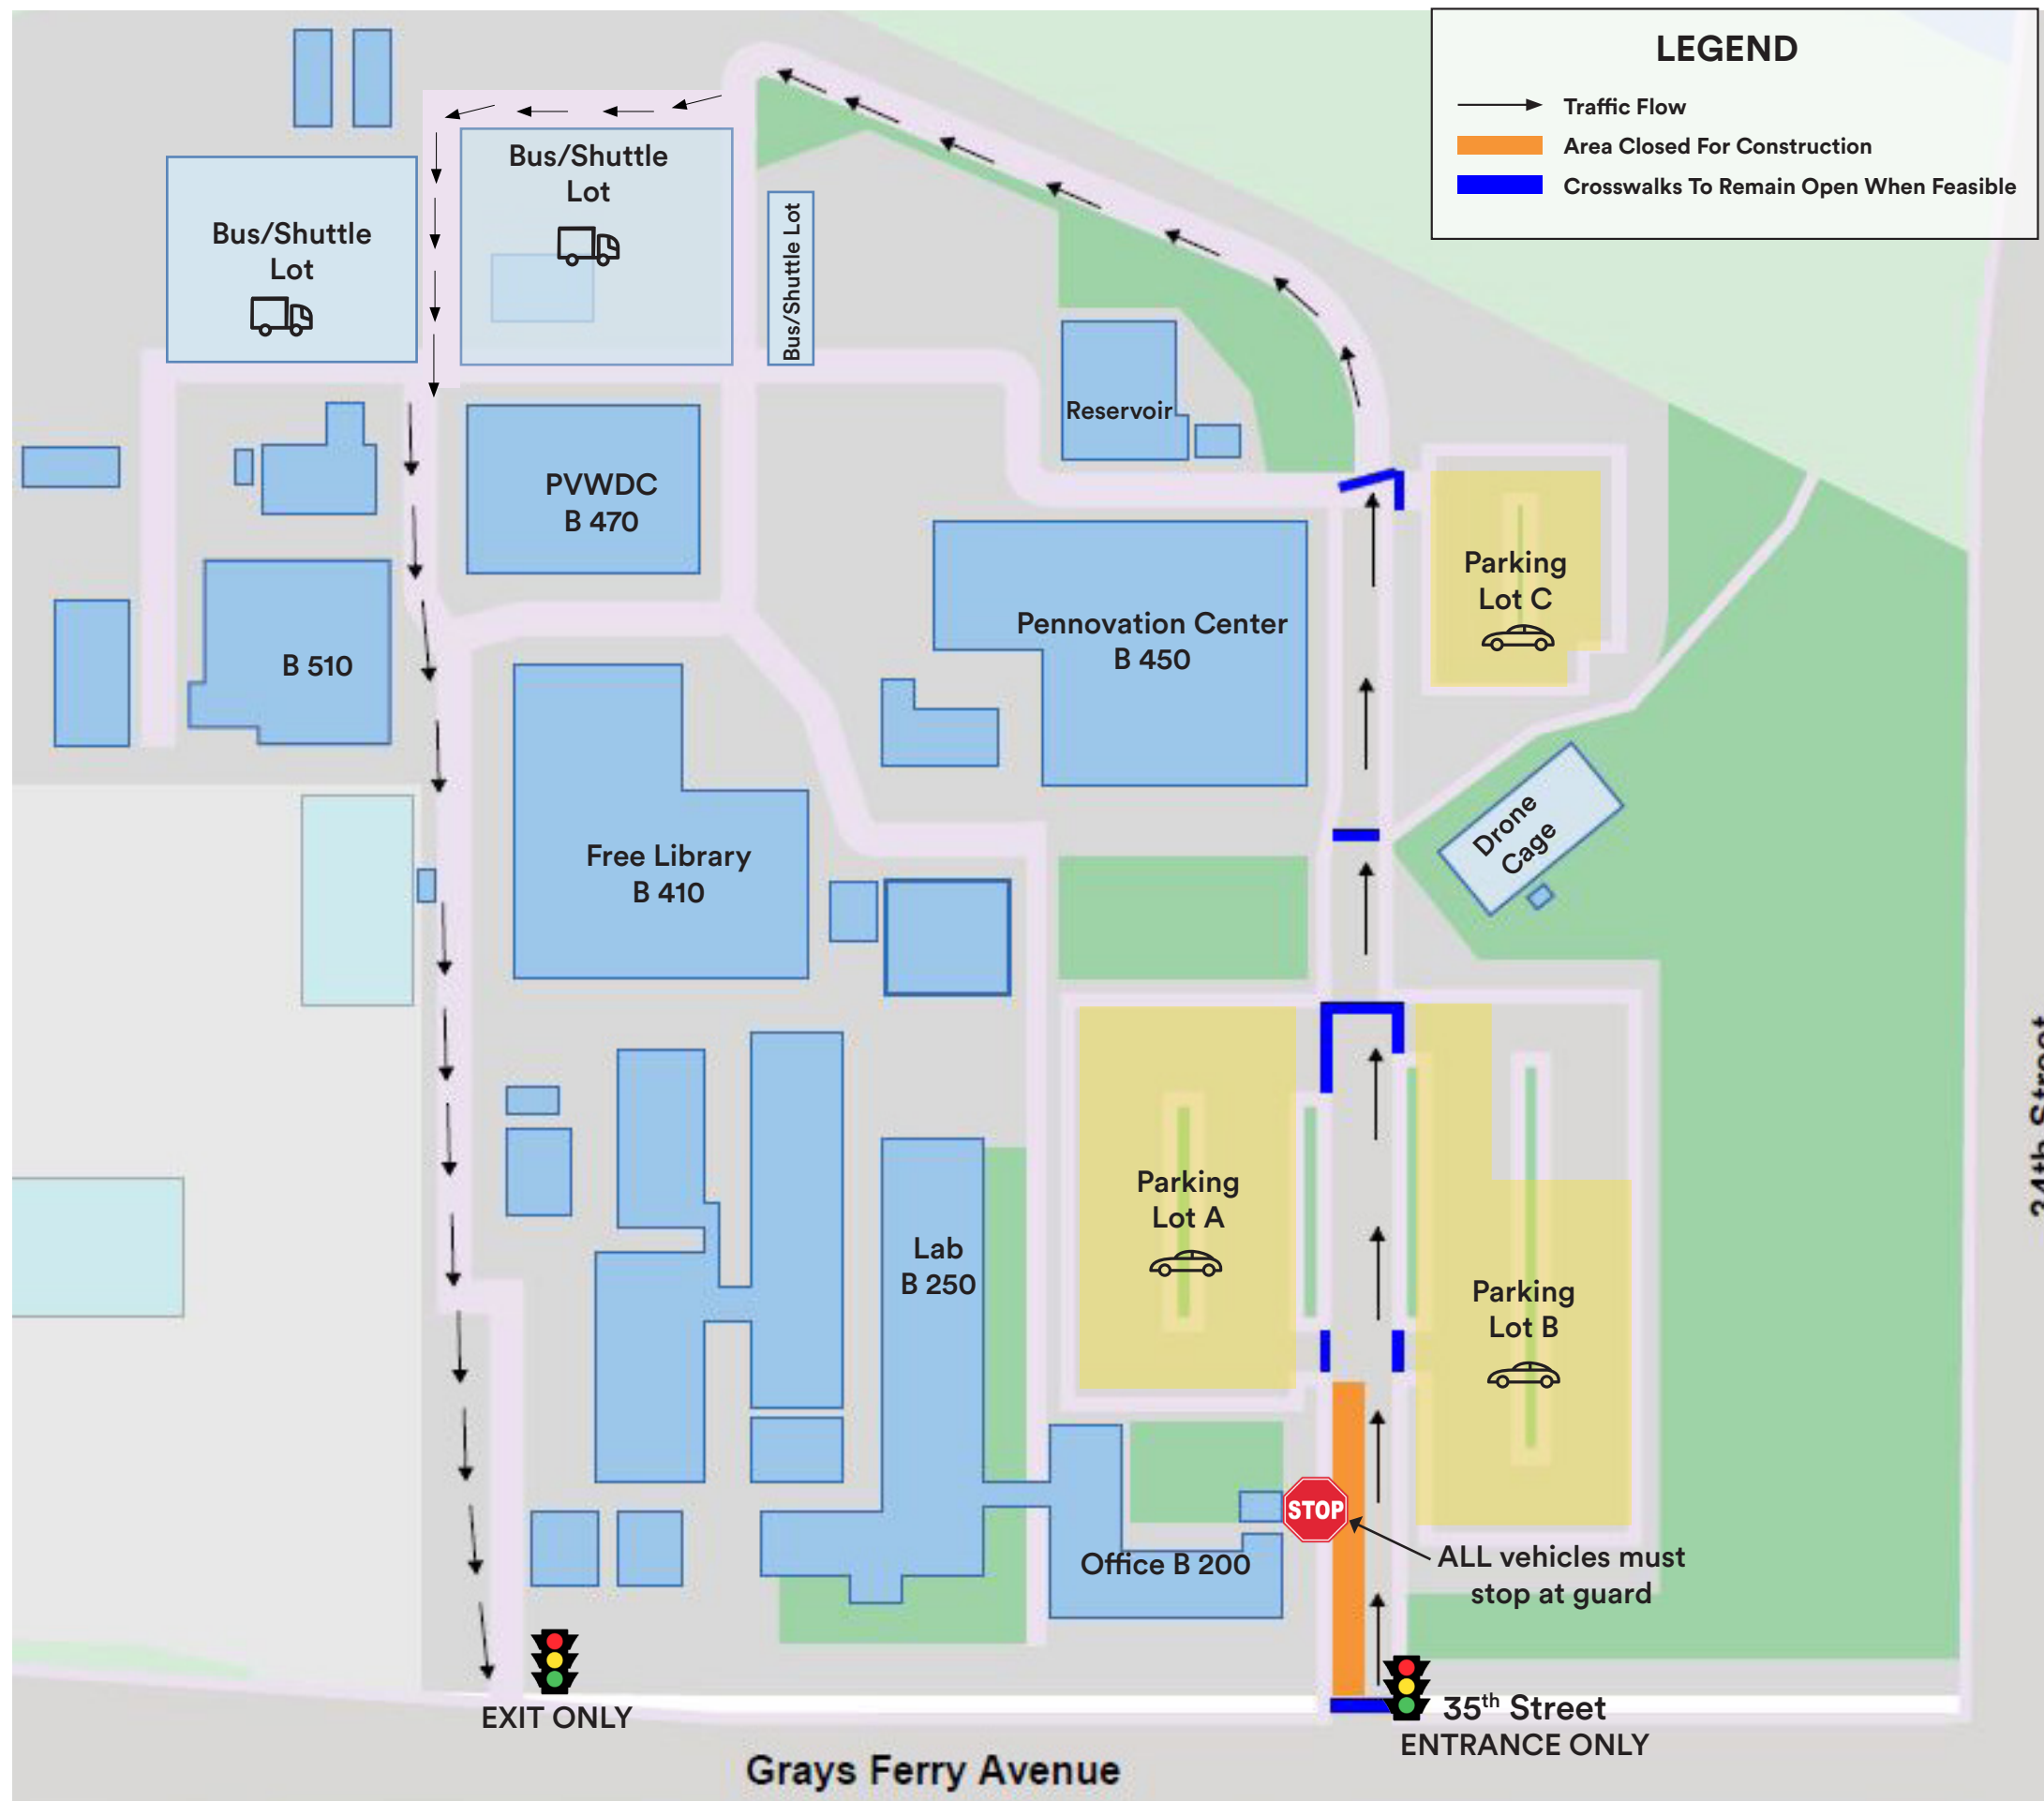 LEGEND
Traffic Flow
Area Closed For Construction
Crosswalks To Remain Open When Feasible
Bus/Shuttle
Lot
Bus/Shuttle
Lot
Bus/Shuttle Lot
Reservoir
PVWDC
B 470
Parking
Lot C
Pennovation Center
B 450
B 510
Drone
Cage
Free Library
B 410
34th Street
Parking
Lot A
Lab
B 250
Parking
Lot B
STOP
Office B 200
ALL vehicles must
stop at guard
EXIT ONLY
35th Street
ENTRANCE ONLY
Grays Ferry Avenue